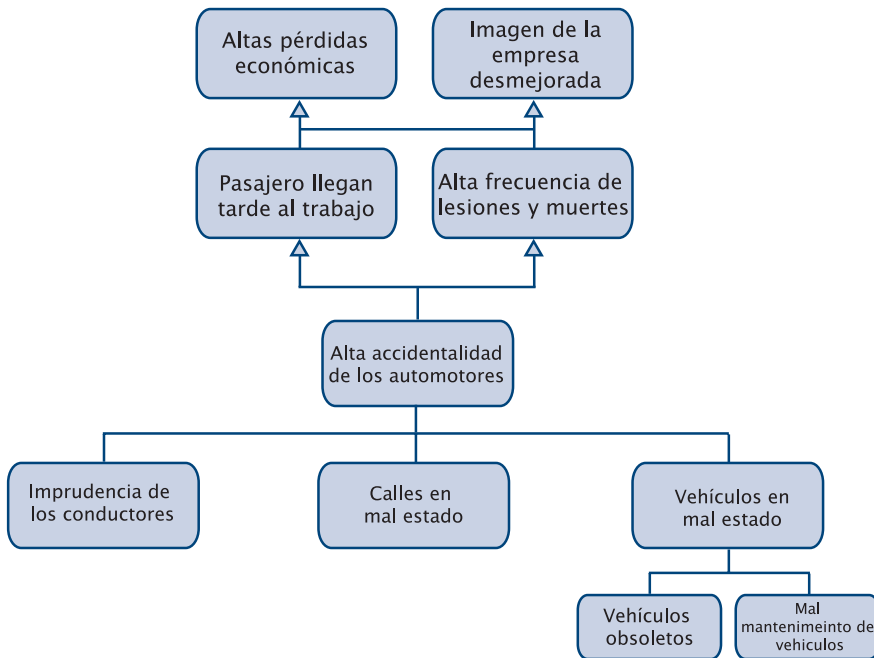 Altas pérdidas
económicas
Imagen de la
empresa
desmejorada
Pasajero llegan
tarde al trabajo
Alta frecuencia de
lesiones y muertes
Alta accidentalidad
de los automotores
Imprudencia de
los conductores
Calles en
mal estado
Vehículos en
mal estado
Vehículos
obsoletos
Mal
mantenimeinto de
vehiculos